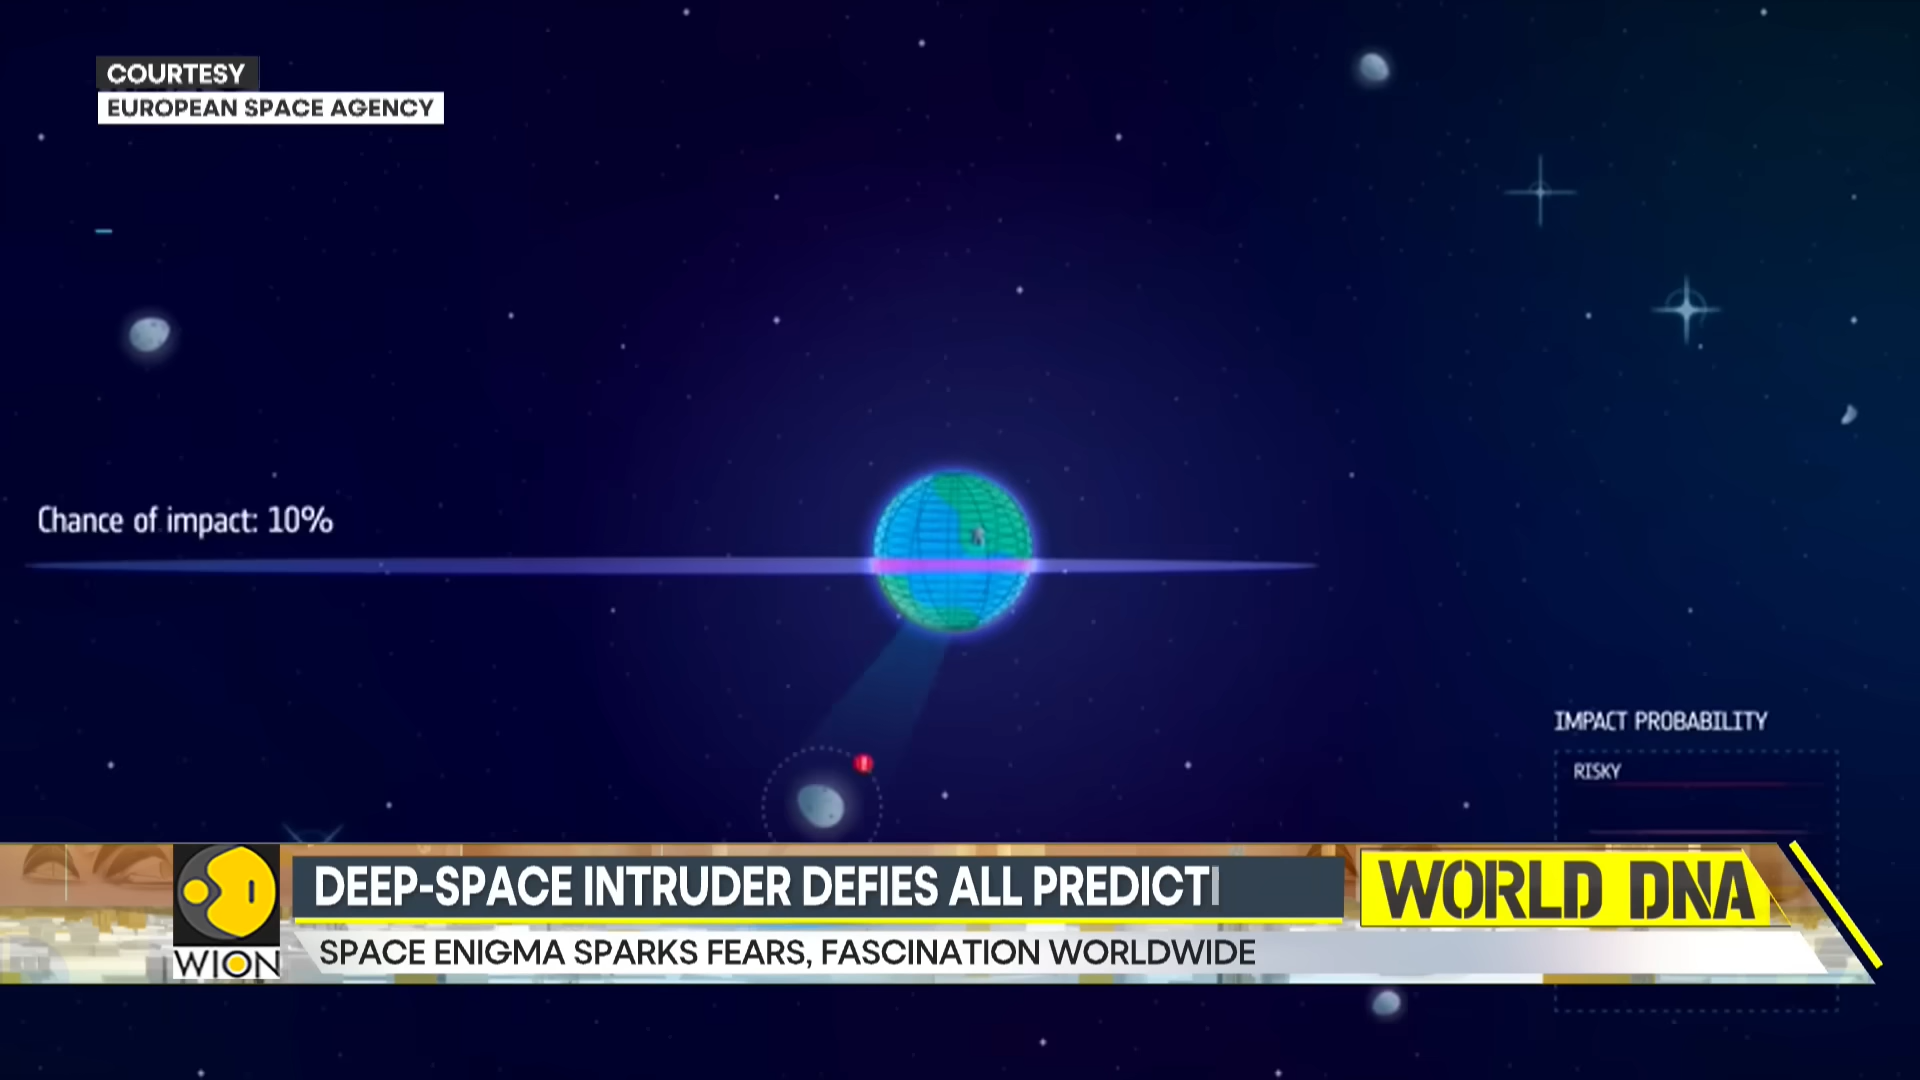 COURTESY
EUROPEAN SPACE AGENCY
Chance of impact: 10%
IMPACT PROBABILITY
RISKY
DEEP-SPACE INTRUDER DEFIES ALL PREDICTI
WORLD DNA
SPACE ENIGMA SPARKS FEARS, FASCINATION WORLDWIDE
WION